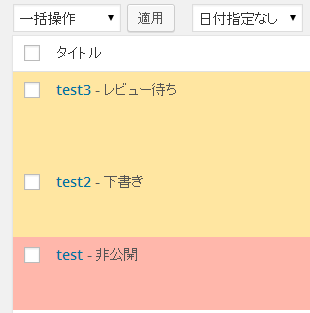 一括操作 適用 日付指定なし
タイトル
test3 - レビュー待ち
test2 - 下書き
test - 非公開